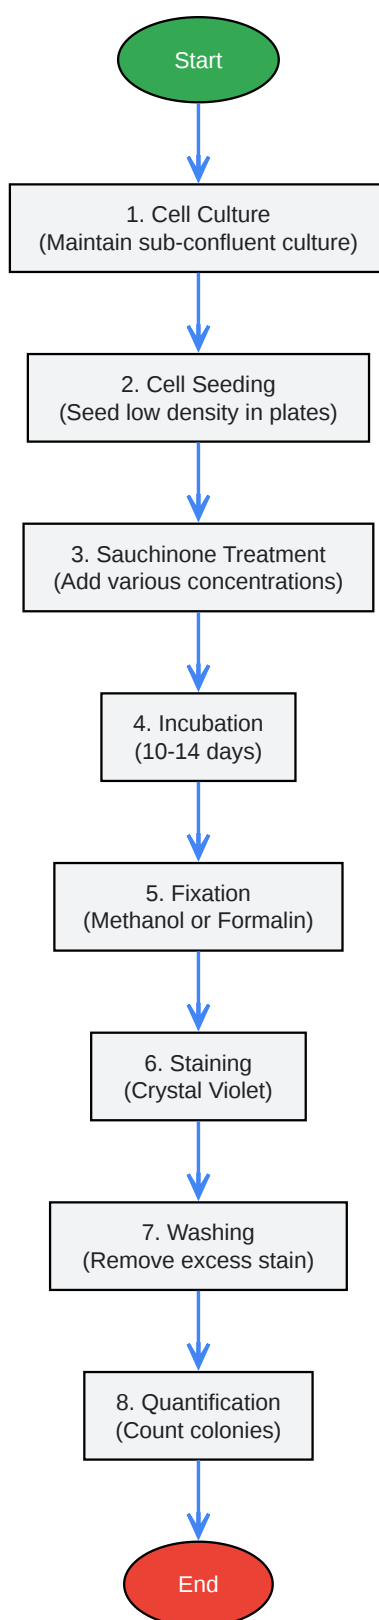 Start
1. Cell Culture
(Maintain sub-confluent culture)
2. Cell Seeding
(Seed low density in plates)
3. Sauchinone Treatment
(Add various concentrations)
4. Incubation
(10-14 days)
5. Fixation
(Methanol or Formalin)
6. Staining
(Crystal Violet)
7. Washing
(Remove excess stain)
8. Quantification
(Count colonies)
End